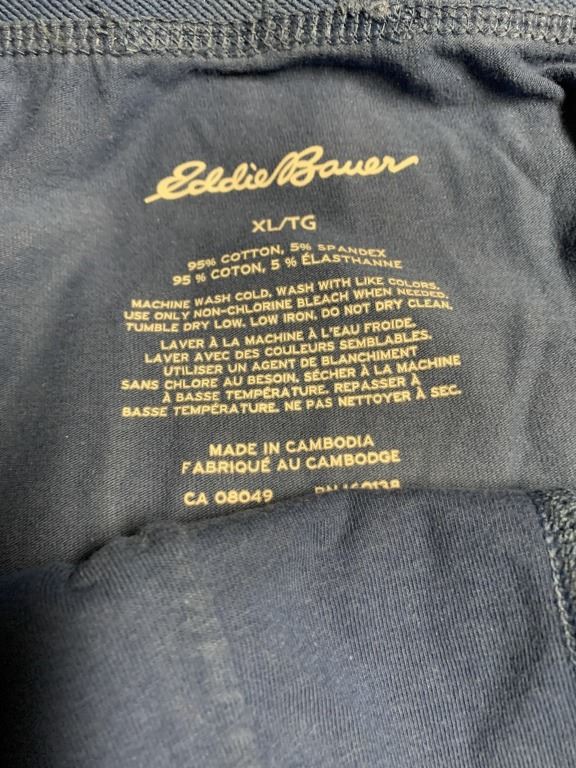 Eddie Bauer
XL/TG
95% COTTON, 5% SPANDEX
95 % COTON, 5 % ÉLASTHANNE
MACHINE WASH COLD, WASH WITH LIKE COLORS,
USE ONLY NON-CHLORINE BLEACH WHEN NEEDED,
TUMBLE DRY LOW, LOW IRON, DO NOT DRY CLEAN.
LAVER À LA MACHINE À L'EAU FROIDE,
LAVER AVEC DES COULEURS SEMBLABLES.
UTILISER UN AGENT DE BLANCHIMENT
SANS CHLORE AU BESOIN, SÉCHER À LA MACHINE
À BASSE TEMPÉRATURE, REPASSER À
BASSE TEMPÉRATURE, NE PAS NETTOYER À SEC.
MADE IN CAMBODIA
FABRIQUÉ AU CAMBODGE
CA 08049 RN 160138